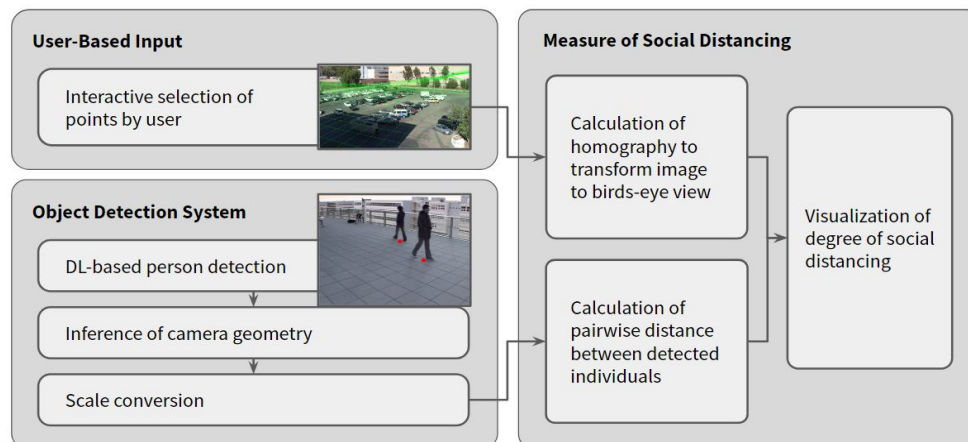 User-Based Input
Interactive selection of
points by user
Object Detection System
DL-based person detection
Inference of camera geometry
Scale conversion
Measure of Social Distancing
Calculation of
homography to
transform image
to birds-eye view
Calculation of
pairwise distance
between detected
individuals
Visualization of
degree of social
distancing